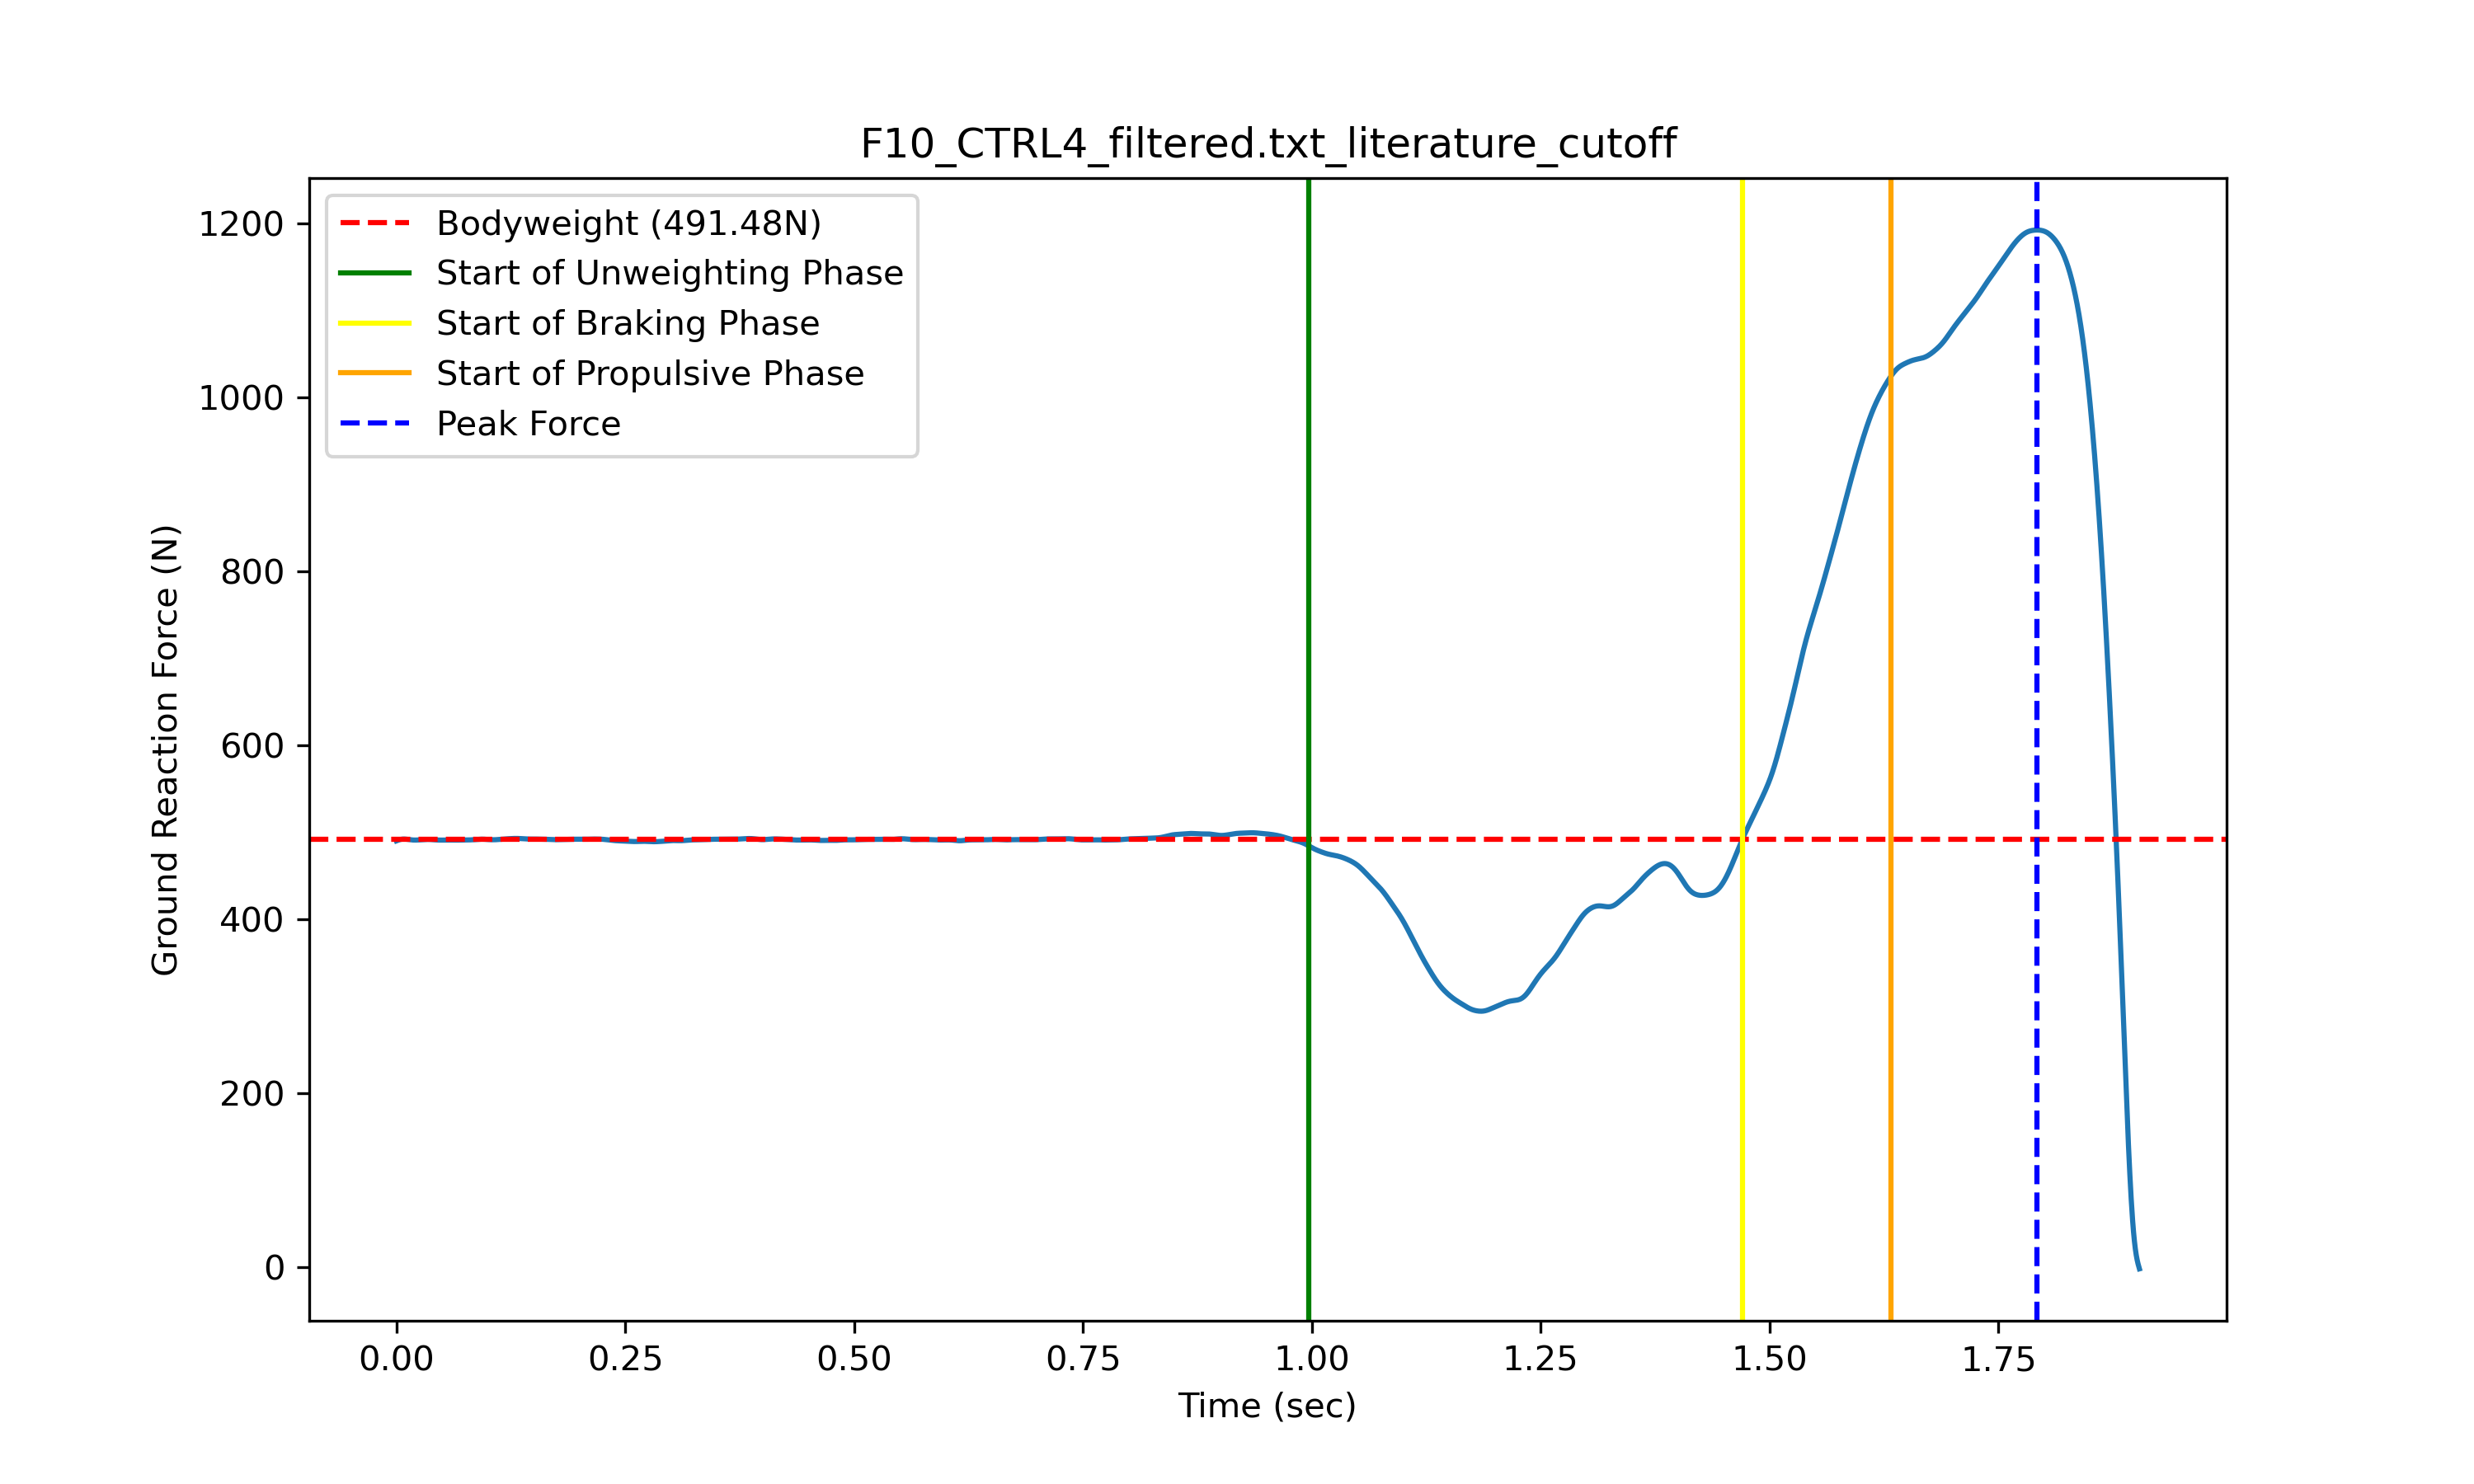 F10_CTRL4_filtered.txt_literature_cutoff
Bodyweight (491.48N)
Start of Unweighting Phase
Start of Braking Phase
Start of Propulsive Phase
Peak Force
Ground Reaction Force (N)
1200
1000
800
600
400
200
0
0.00 0.25 0.50 0.75 1.00 1.25 1.50 1.75
Time (sec)